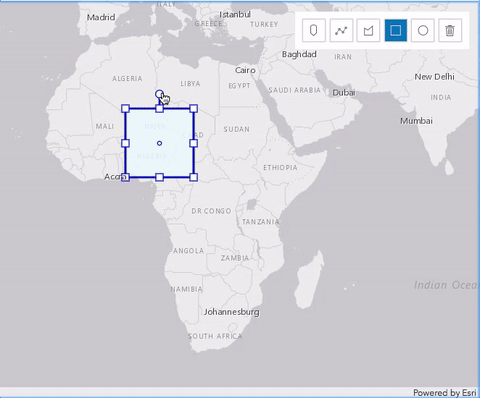 ITALY
Madrid
Istanbul
GREECE
TURKEY
Baghdad
IRAN
Cairo
ALGERIA
LIBYA
EGYPT
New Delhi
SAUDI ARABIA
Dubai
INDIA
Mumbai
MALI
SUDAN
Accra
ETHIOPIA
DR CONGO
TANZANIA
ANGOLA
ZAMBIA
Indian Ocea
NAMIBIA
Johannesburg
SOUTH AFRICA
Powered by Esri